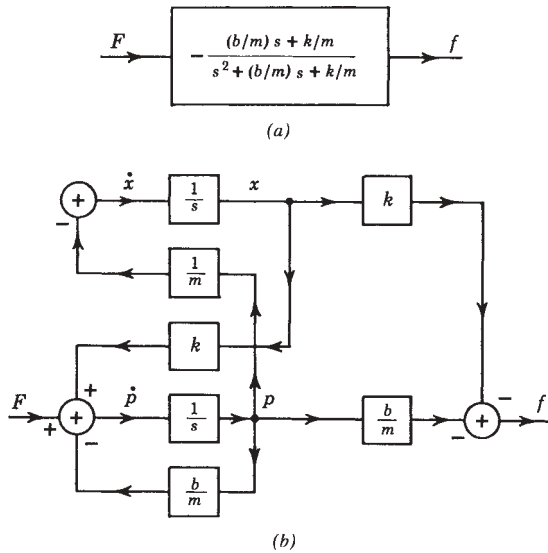 F
- (b/m) s + k/m
s² + (b/m) s + k/m
f
(a)
ẋ
1
s
x
k
+
-
1
m
k
F
+
+
+
-
ṗ
1
s
p
b
m
-
-
+
f
b
m
(b)